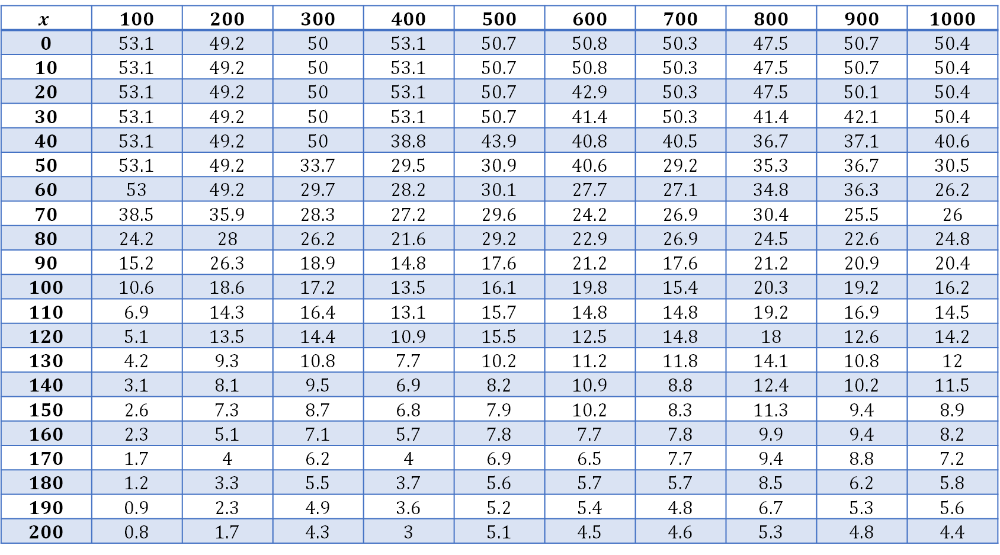 x 100 200 300 400 500 600 700 800 900 1000
0 53.1 49.2 50 53.1 50.7 50.8 50.3 47.5 50.7 50.4
10 53.1 49.2 50 53.1 50.7 50.8 50.3 47.5 50.7 50.4
20 53.1 49.2 50 53.1 50.7 42.9 50.3 47.5 50.1 50.4
30 53.1 49.2 50 53.1 50.7 41.4 50.3 41.4 42.1 50.4
40 53.1 49.2 50 38.8 43.9 40.8 40.5 36.7 37.1 40.6
50 53.1 49.2 33.7 29.5 30.9 40.6 29.2 35.3 36.7 30.5
60 53 49.2 29.7 28.2 30.1 27.7 27.1 34.8 36.3 26.2
70 38.5 35.9 28.3 27.2 29.6 24.2 26.9 30.4 25.5 26
80 24.2 28 26.2 21.6 29.2 22.9 26.9 24.5 22.6 24.8
90 15.2 26.3 18.9 14.8 17.6 21.2 17.6 21.2 20.9 20.4
100 10.6 18.6 17.2 13.5 16.1 19.8 15.4 20.3 19.2 16.2
110 6.9 14.3 16.4 13.1 15.7 14.8 14.8 19.2 16.9 14.5
120 5.1 13.5 14.4 10.9 15.5 12.5 14.8 18 12.6 14.2
130 4.2 9.3 10.8 7.7 10.2 11.2 11.8 14.1 10.8 12
140 3.1 8.1 9.5 6.9 8.2 10.9 8.8 12.4 10.2 11.5
150 2.6 7.3 8.7 6.8 7.9 10.2 8.3 11.3 9.4 8.9
160 2.3 5.1 7.1 5.7 7.8 7.7 7.8 9.9 9.4 8.2
170 1.7 4 6.2 4 6.9 6.5 7.7 9.4 8.8 7.2
180 1.2 3.3 5.5 3.7 5.6 5.7 5.7 8.5 6.2 5.8
190 0.9 2.3 4.9 3.6 5.2 5.4 4.8 6.7 5.3 5.6
200 0.8 1.7 4.3 3 5.1 4.5 4.6 5.3 4.8 4.4